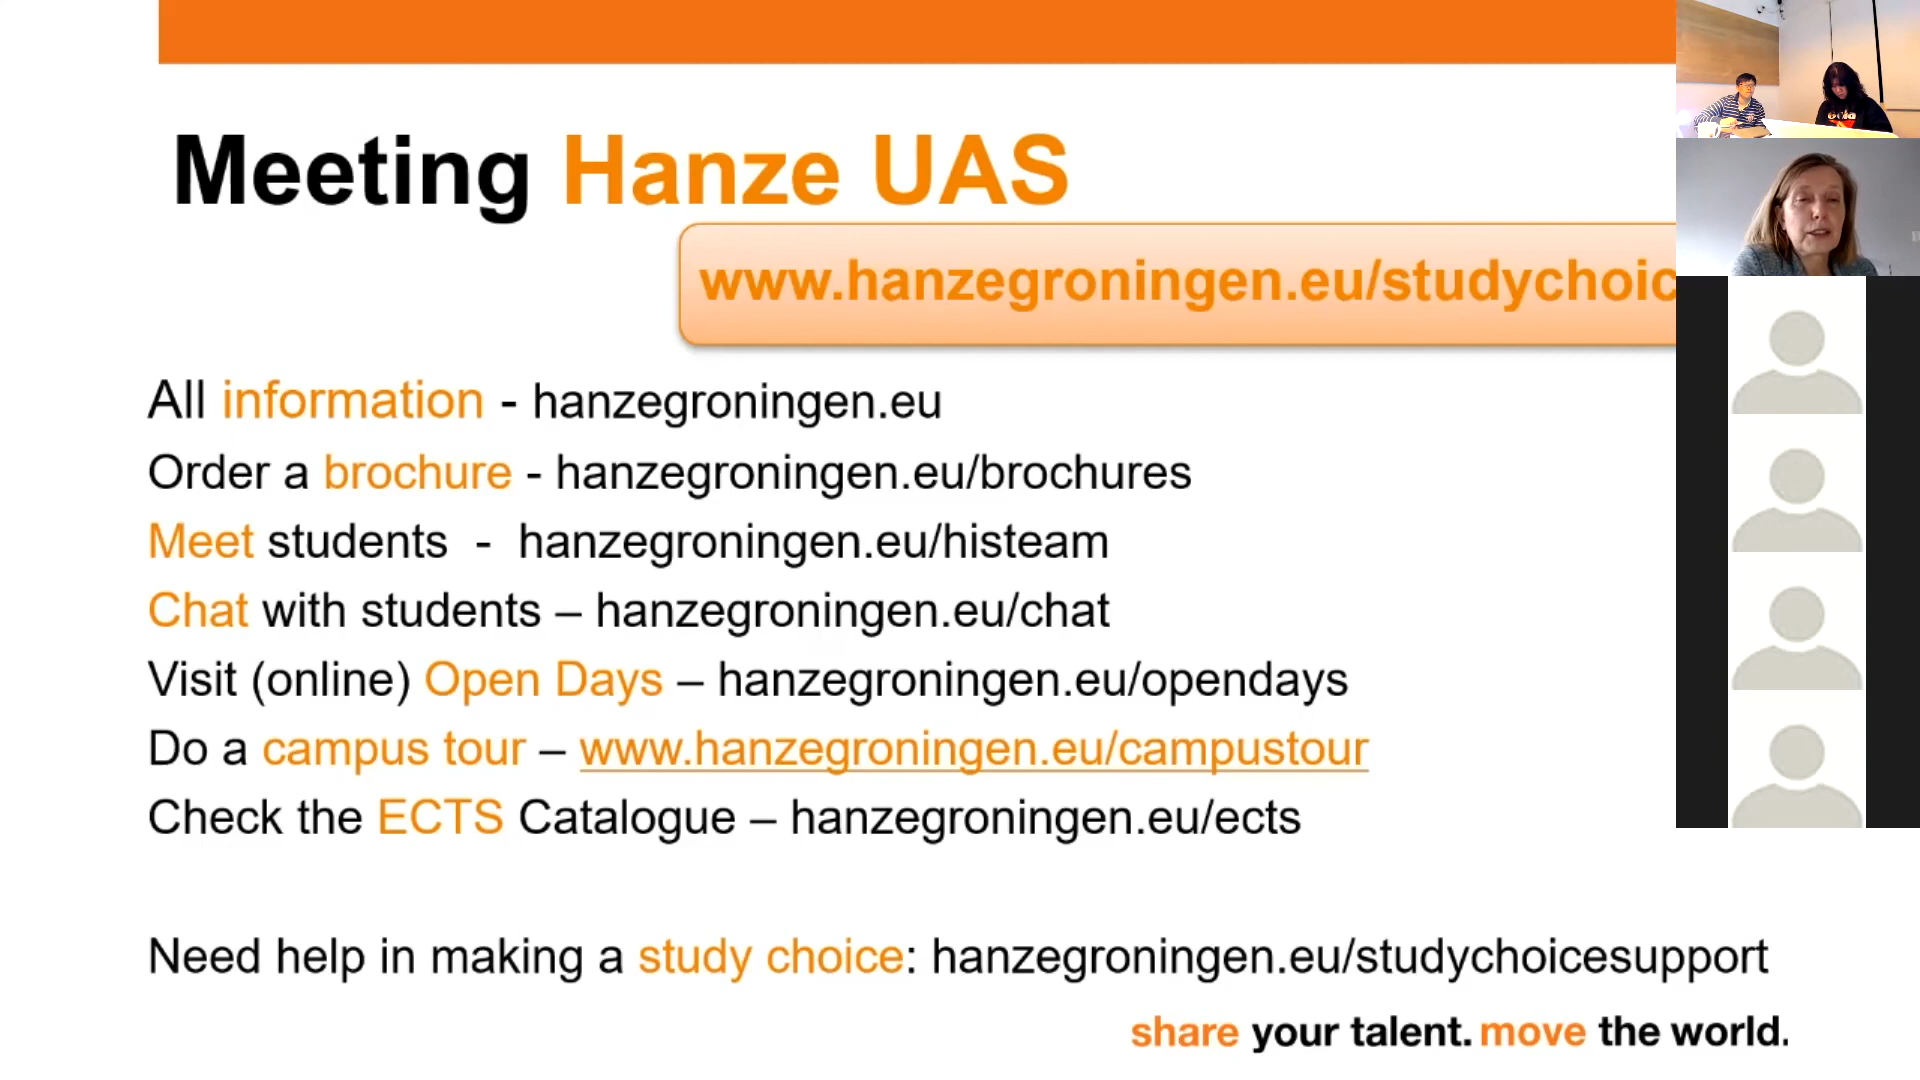 Meeting Hanze UAS
www.hanzegroningen.eu/studychoic
All information - hanzegroningen.eu
Order a brochure - hanzegroningen.eu/brochures
Meet students - hanzegroningen.eu/histeam
Chat with students – hanzegroningen.eu/chat
Visit (online) Open Days – hanzegroningen.eu/opendays
Do a campus tour – www.hanzegroningen.eu/campustour
Check the ECTS Catalogue – hanzegroningen.eu/ects
Need help in making a study choice: hanzegroningen.eu/studychoicesupport
share your talent. move the world.